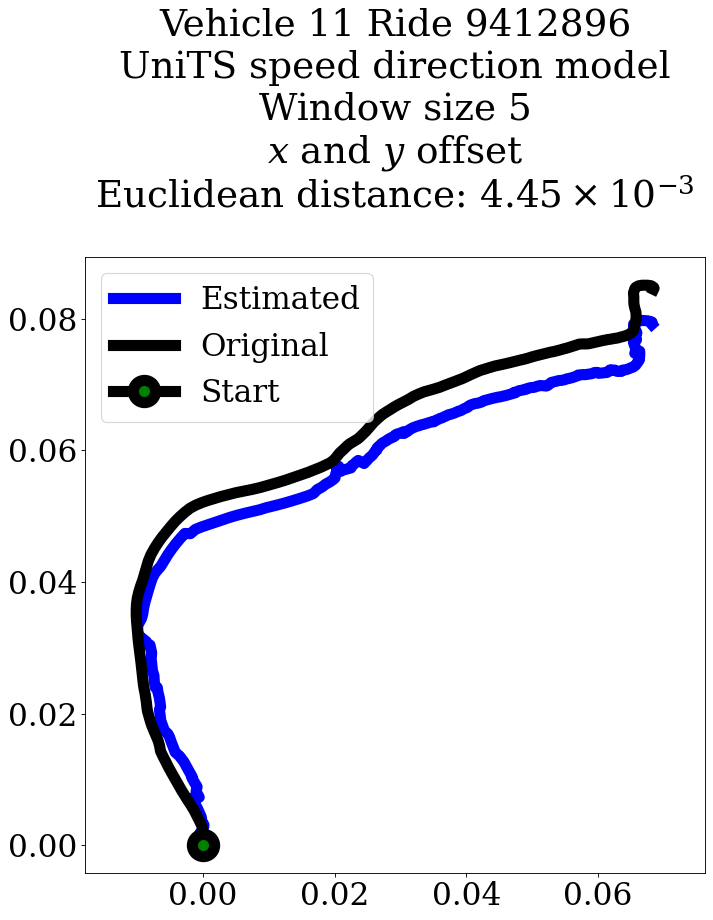 Vehicle 11 Ride 9412896
UniTS speed direction model
Window size 5
x and y offset
Euclidean distance: 4.45 × 10⁻³
Estimated
Original
Start
0.08
0.06
0.04
0.02
0.00
0.00 0.02 0.04 0.06